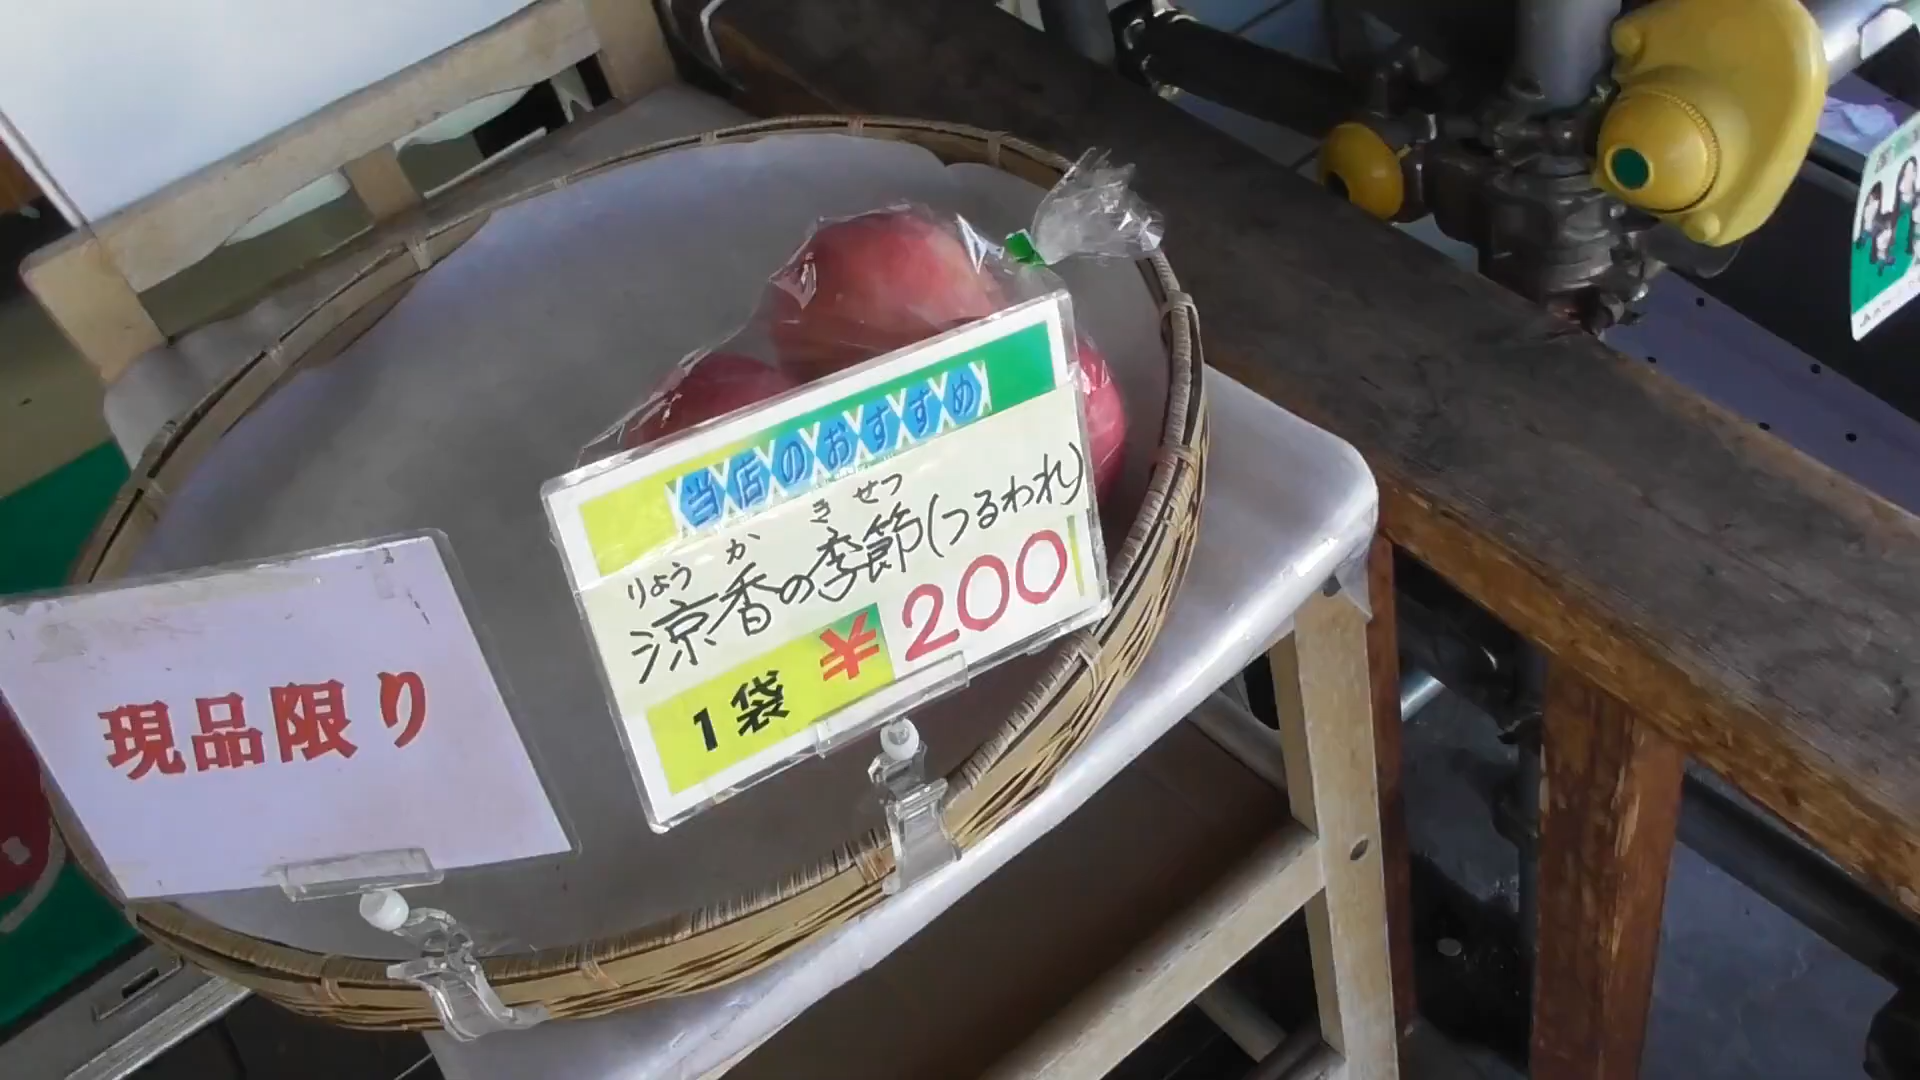 当店のおすすめ
りょう か き せつ
涼香の季節(つるわれ)
1袋 ¥200
現品限り